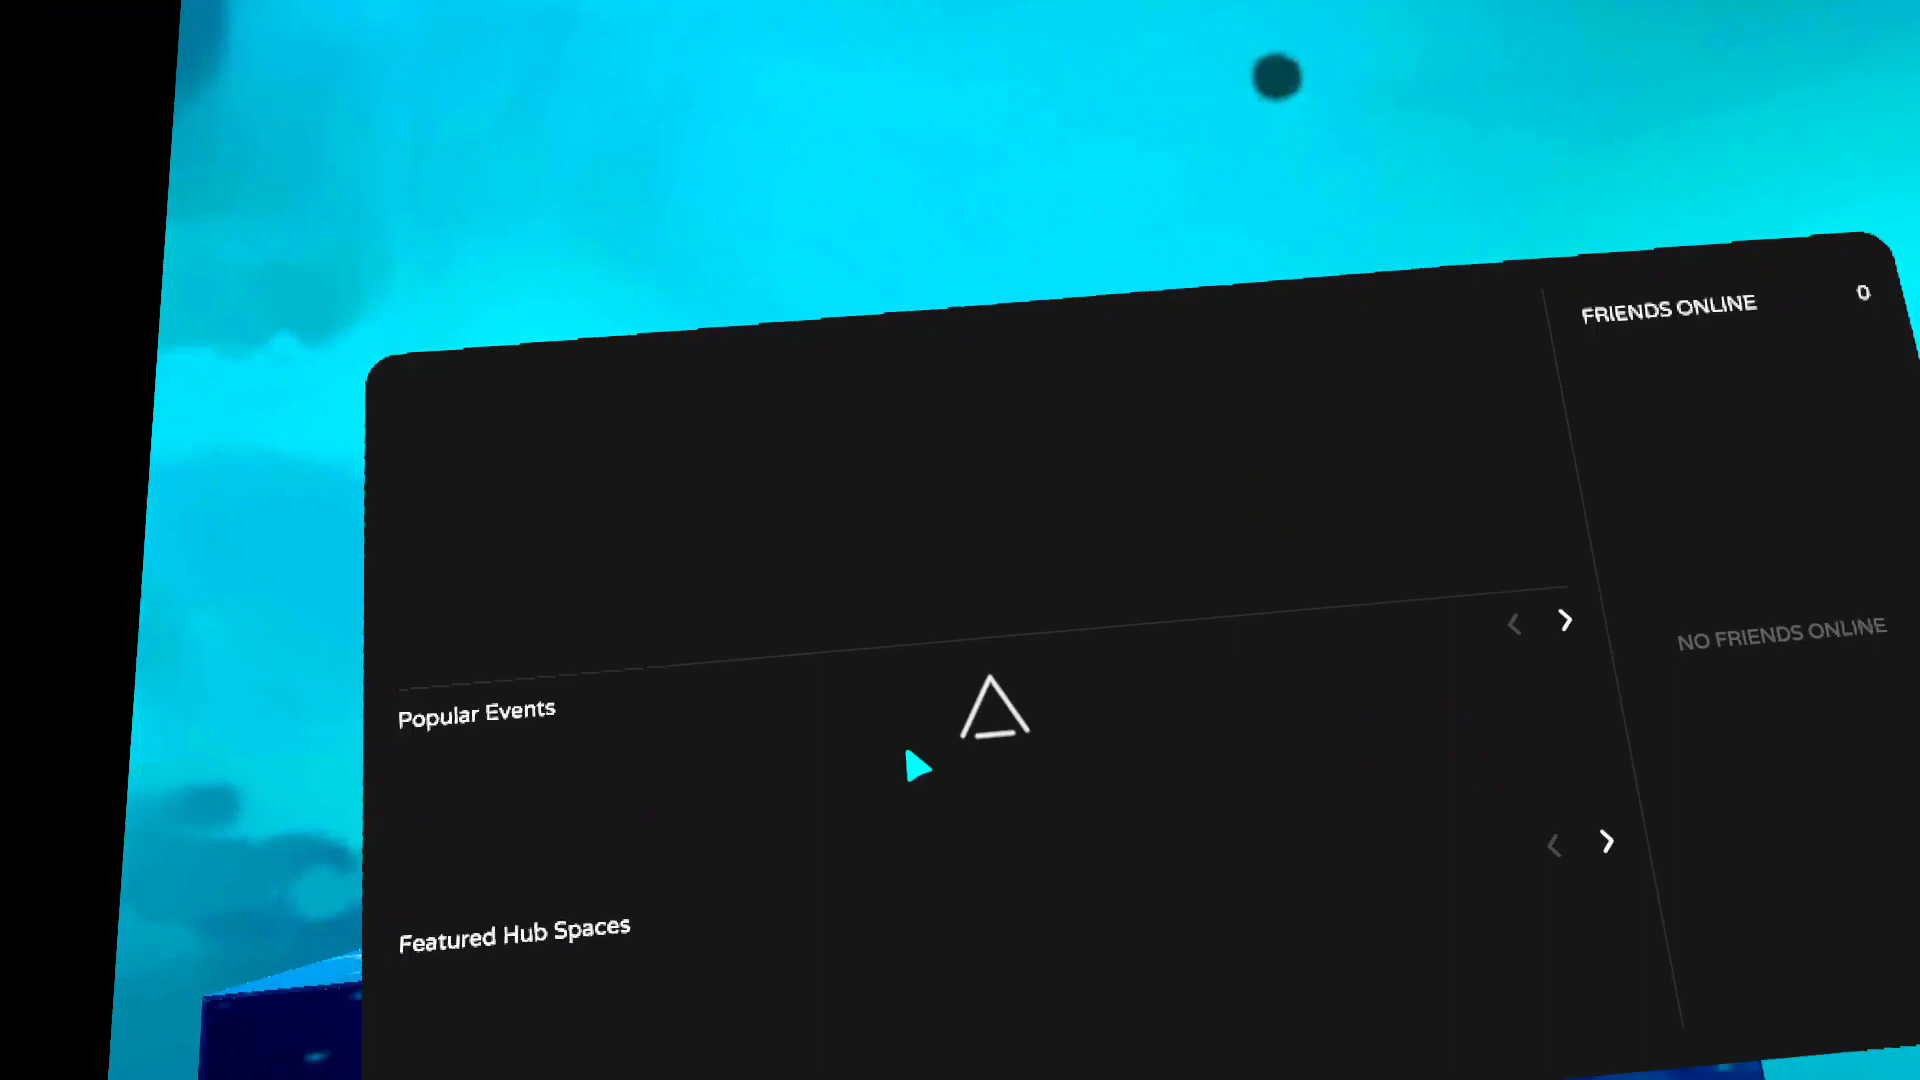 FRIENDS ONLINE 0
NO FRIENDS ONLINE
Popular Events
Featured Hub Spaces